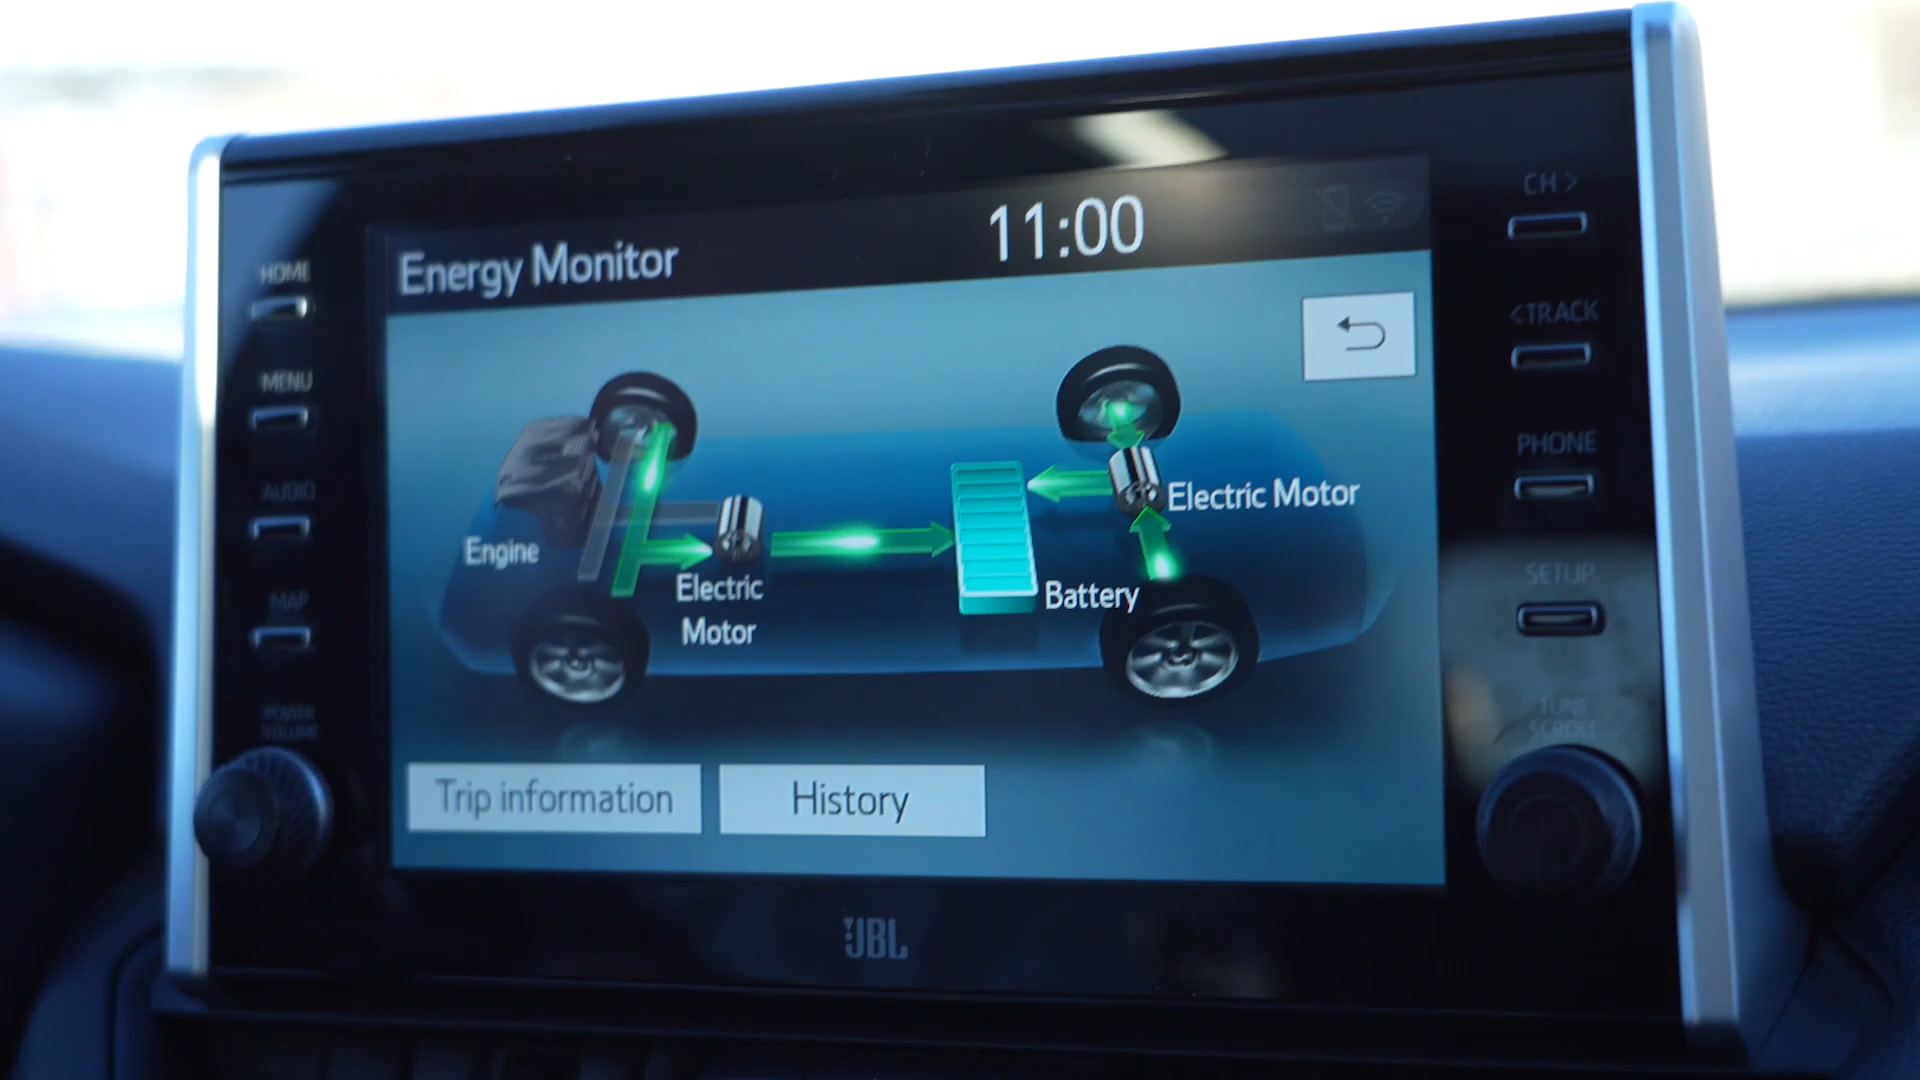 11:00
Energy Monitor
HOME
MENU
AUDIO
MAP
POWER
VOLUME
Engine
Electric
Motor
Battery
Electric Motor
Trip information
History
CH >
<TRACK
PHONE
SETUP
TUNE
SCROLL
JBL